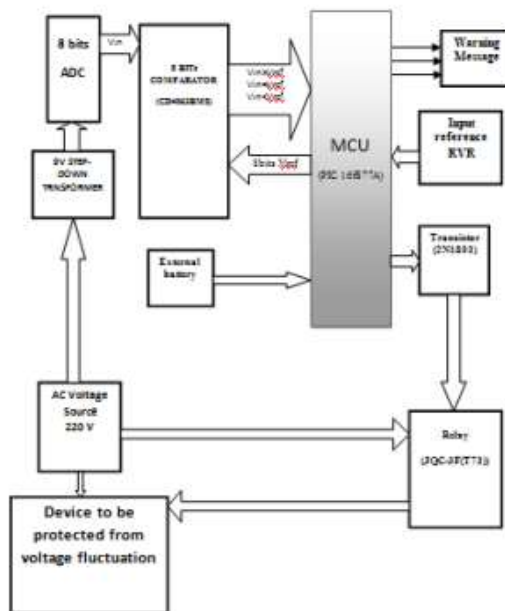 8 bits
ADC
Vin
8 BITs
COMPARATOR
Vin>Vref
Vin<Vref
Vin=Vref
8bits Vref
MCU
Warning
Message
Input
reference
RVR
9V STEP-
DOWN
TRANSFORMER
External
battery
Transistor
AC Voltage
Source
220 V
Relay
Device to be
protected from
voltage fluctuation